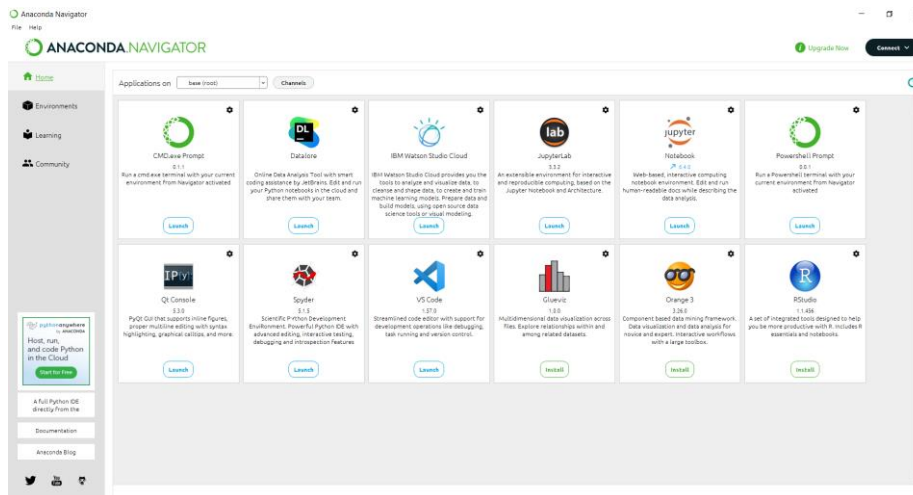 Anaconda Navigator
File Help
ANACONDA.NAVIGATOR
Upgrade Now
Connect
Home
Environments
Learning
Community
Applications on
base (root)
Channels
CMD.exe Prompt
0.1.1
Run a cmd.exe terminal with your current
environment from Navigator activated
Launch
DL
Datalore
Online Data Analysis Tool with smart
coding assistance by JetBrains. Edit and run
your Python notebooks in the cloud and
share them with your team.
Launch
IBM Watson Studio Cloud
IBM Watson Studio Cloud provides you the
tools to analyze and visualize data, to
cleanse and shape data, to create and train
machine learning models. Prepare data and
build models, using open source data
science tools or visual modeling.
Launch
lab
JupyterLab
3.3.2
An extensible environment for interactive
and reproducible computing, based on the
Jupyter Notebook and Architecture.
Launch
jupyter
Notebook
6.4.0
Web-based, interactive computing
notebook environment. Edit and run
human-readable docs while describing the
data analysis.
Launch
Powershell Prompt
0.0.1
Run a Powershell terminal with your
current environment from Navigator
activated
Launch
IP[y]:
Qt Console
5.3.0
PyQt GUI that supports inline figures,
proper multiline editing with syntax
highlighting, graphical calltips, and more.
Launch
Spyder
5.1.5
Scientific PYthon Development
EnviRonment. Powerful Python IDE with
advanced editing, interactive testing,
debugging and introspection features
Launch
VS Code
1.57.0
Streamlined code editor with support for
development operations like debugging,
task running and version control.
Launch
Glueviz
1.0.0
Multidimensional data visualization across
files. Explore relationships within and
among related datasets.
Install
Orange 3
3.26.0
Component based data mining framework.
Data visualization and data analysis for
novice and expert. Interactive workflows
with a large toolbox.
Install
R
RStudio
1.1.456
A set of integrated tools designed to help
you be more productive with R. Includes R
essentials and notebooks.
Install
pythonanywhere
by ANACONDA
Host, run,
and code Python
in the Cloud
Start for Free
A full Python IDE
directly from the
Documentation
Anaconda Blog